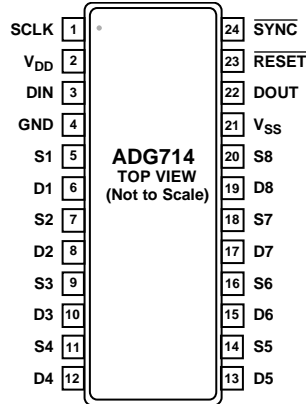 SCLK 1 24 S̅Y̅N̅C̅
VDD 2 23 R̅E̅S̅E̅T̅
DIN 3 22 DOUT
GND 4 21 VSS
S1 5 20 S8
D1 6 19 D8
S2 7 18 S7
D2 8 17 D7
S3 9 16 S6
D3 10 15 D6
S4 11 14 S5
D4 12 13 D5
ADG714
TOP VIEW
(Not to Scale)